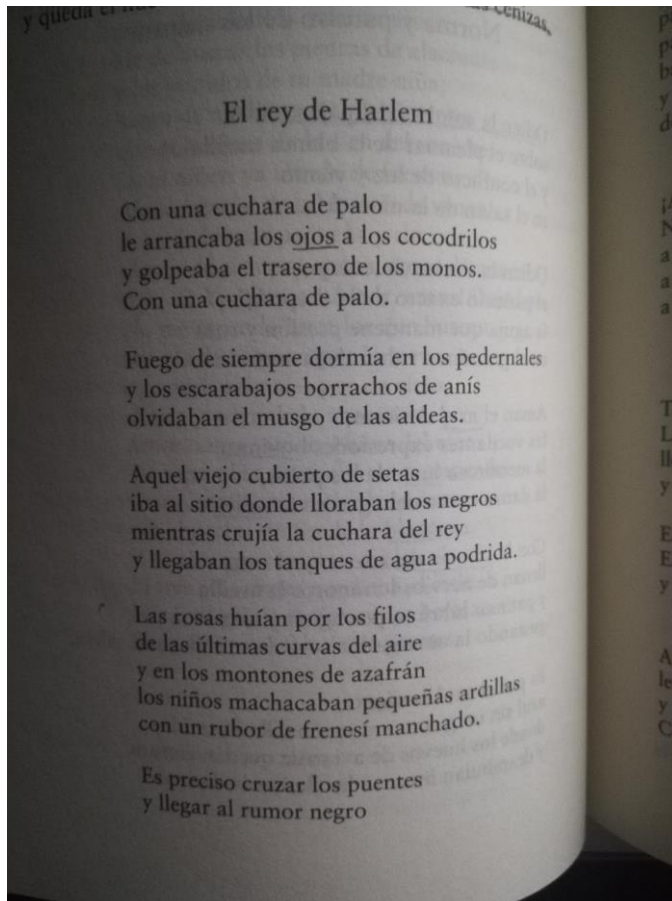 y queda el
cenizas,
El rey de Harlem
Con una cuchara de palo
le arrancaba los ojos a los cocodrilos
y golpeaba el trasero de los monos.
Con una cuchara de palo.
Fuego de siempre dormía en los pedernales
y los escarabajos borrachos de anís
olvidaban el musgo de las aldeas.
Aquel viejo cubierto de setas
iba al sitio donde lloraban los negros
mientras crujía la cuchara del rey
y llegaban los tanques de agua podrida.
Las rosas huían por los filos
de las últimas curvas del aire
y en los montones de azafrán
los niños machacaban pequeñas ardillas
con un rubor de frenesí manchado.
Es preciso cruzar los puentes
y llegar al rumor negro